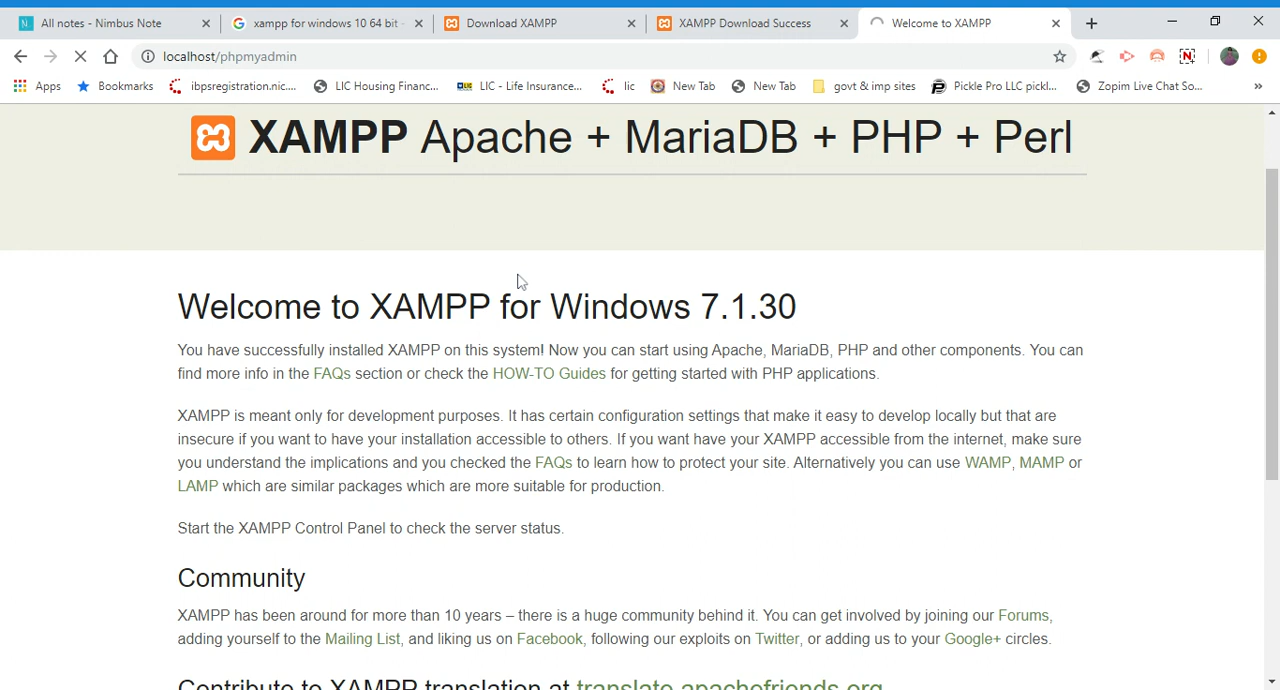 All notes - Nimbus Note
xampp for windows 10 64 bit -
Download XAMPP
XAMPP Download Success
Welcome to XAMPP
localhost/phpmyadmin
Apps
Bookmarks
ibpsregistration.nic....
LIC Housing Financ...
LIC - Life Insurance...
lic
New Tab
New Tab
govt & imp sites
Pickle Pro LLC pickl...
Zopim Live Chat So...
»
XAMPP Apache + MariaDB + PHP + Perl
Welcome to XAMPP for Windows 7.1.30
You have successfully installed XAMPP on this system! Now you can start using Apache, MariaDB, PHP and other components. You can
find more info in the FAQs section or check the HOW-TO Guides for getting started with PHP applications.
XAMPP is meant only for development purposes. It has certain configuration settings that make it easy to develop locally but that are
insecure if you want to have your installation accessible to others. If you want have your XAMPP accessible from the internet, make sure
you understand the implications and you checked the FAQs to learn how to protect your site. Alternatively you can use WAMP, MAMP or
LAMP which are similar packages which are more suitable for production.
Start the XAMPP Control Panel to check the server status.
Community
XAMPP has been around for more than 10 years – there is a huge community behind it. You can get involved by joining our Forums,
adding yourself to the Mailing List, and liking us on Facebook, following our exploits on Twitter, or adding us to your Google+ circles.
Contribute to XAMPP translation at translate.apachefriends.org